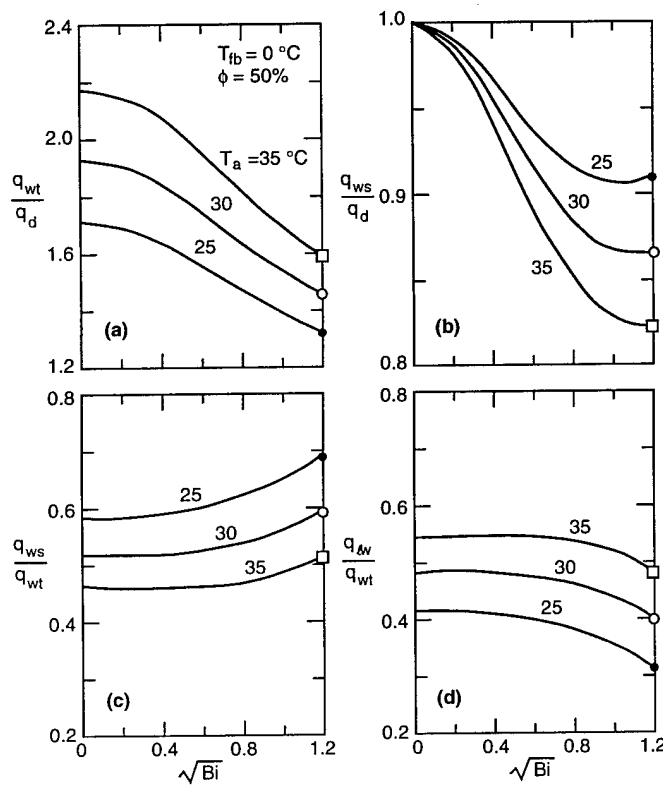 2.4
T_fb = 0 °C
φ = 50%
2.0
T_a = 35 °C
q_wt
q_d
30
1.6
25
(a)
1.2
1.0
25
q_ws
q_d
0.9
30
35
(b)
0.8
0.8
25
0.6
30
q_ws
q_wt
35
0.4
(c)
0.2
0 0.4 0.8 1.2
√Bi
0.8
0.6
35
q_ℓw
q_wt
30
0.4
25
(d)
0.2
0 0.4 0.8 1.2
√Bi